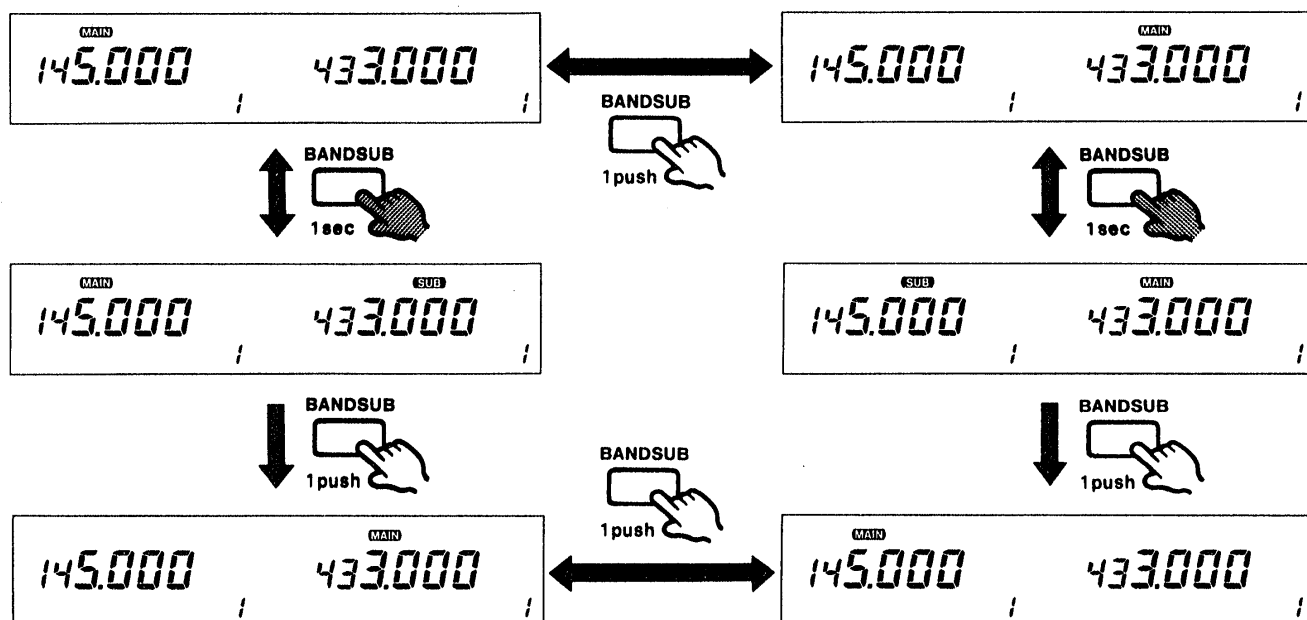 MAIN MAIN
145.000 433.000 145.000 433.000
1 1 1 1
BANDSUB
1push
BANDSUB BANDSUB
1sec 1sec
MAIN SUB SUB MAIN
145.000 433.000 145.000 433.000
1 1 1 1
BANDSUB BANDSUB
1push 1push
BANDSUB
1push
MAIN MAIN
145.000 433.000 145.000 433.000
1 1 1 1